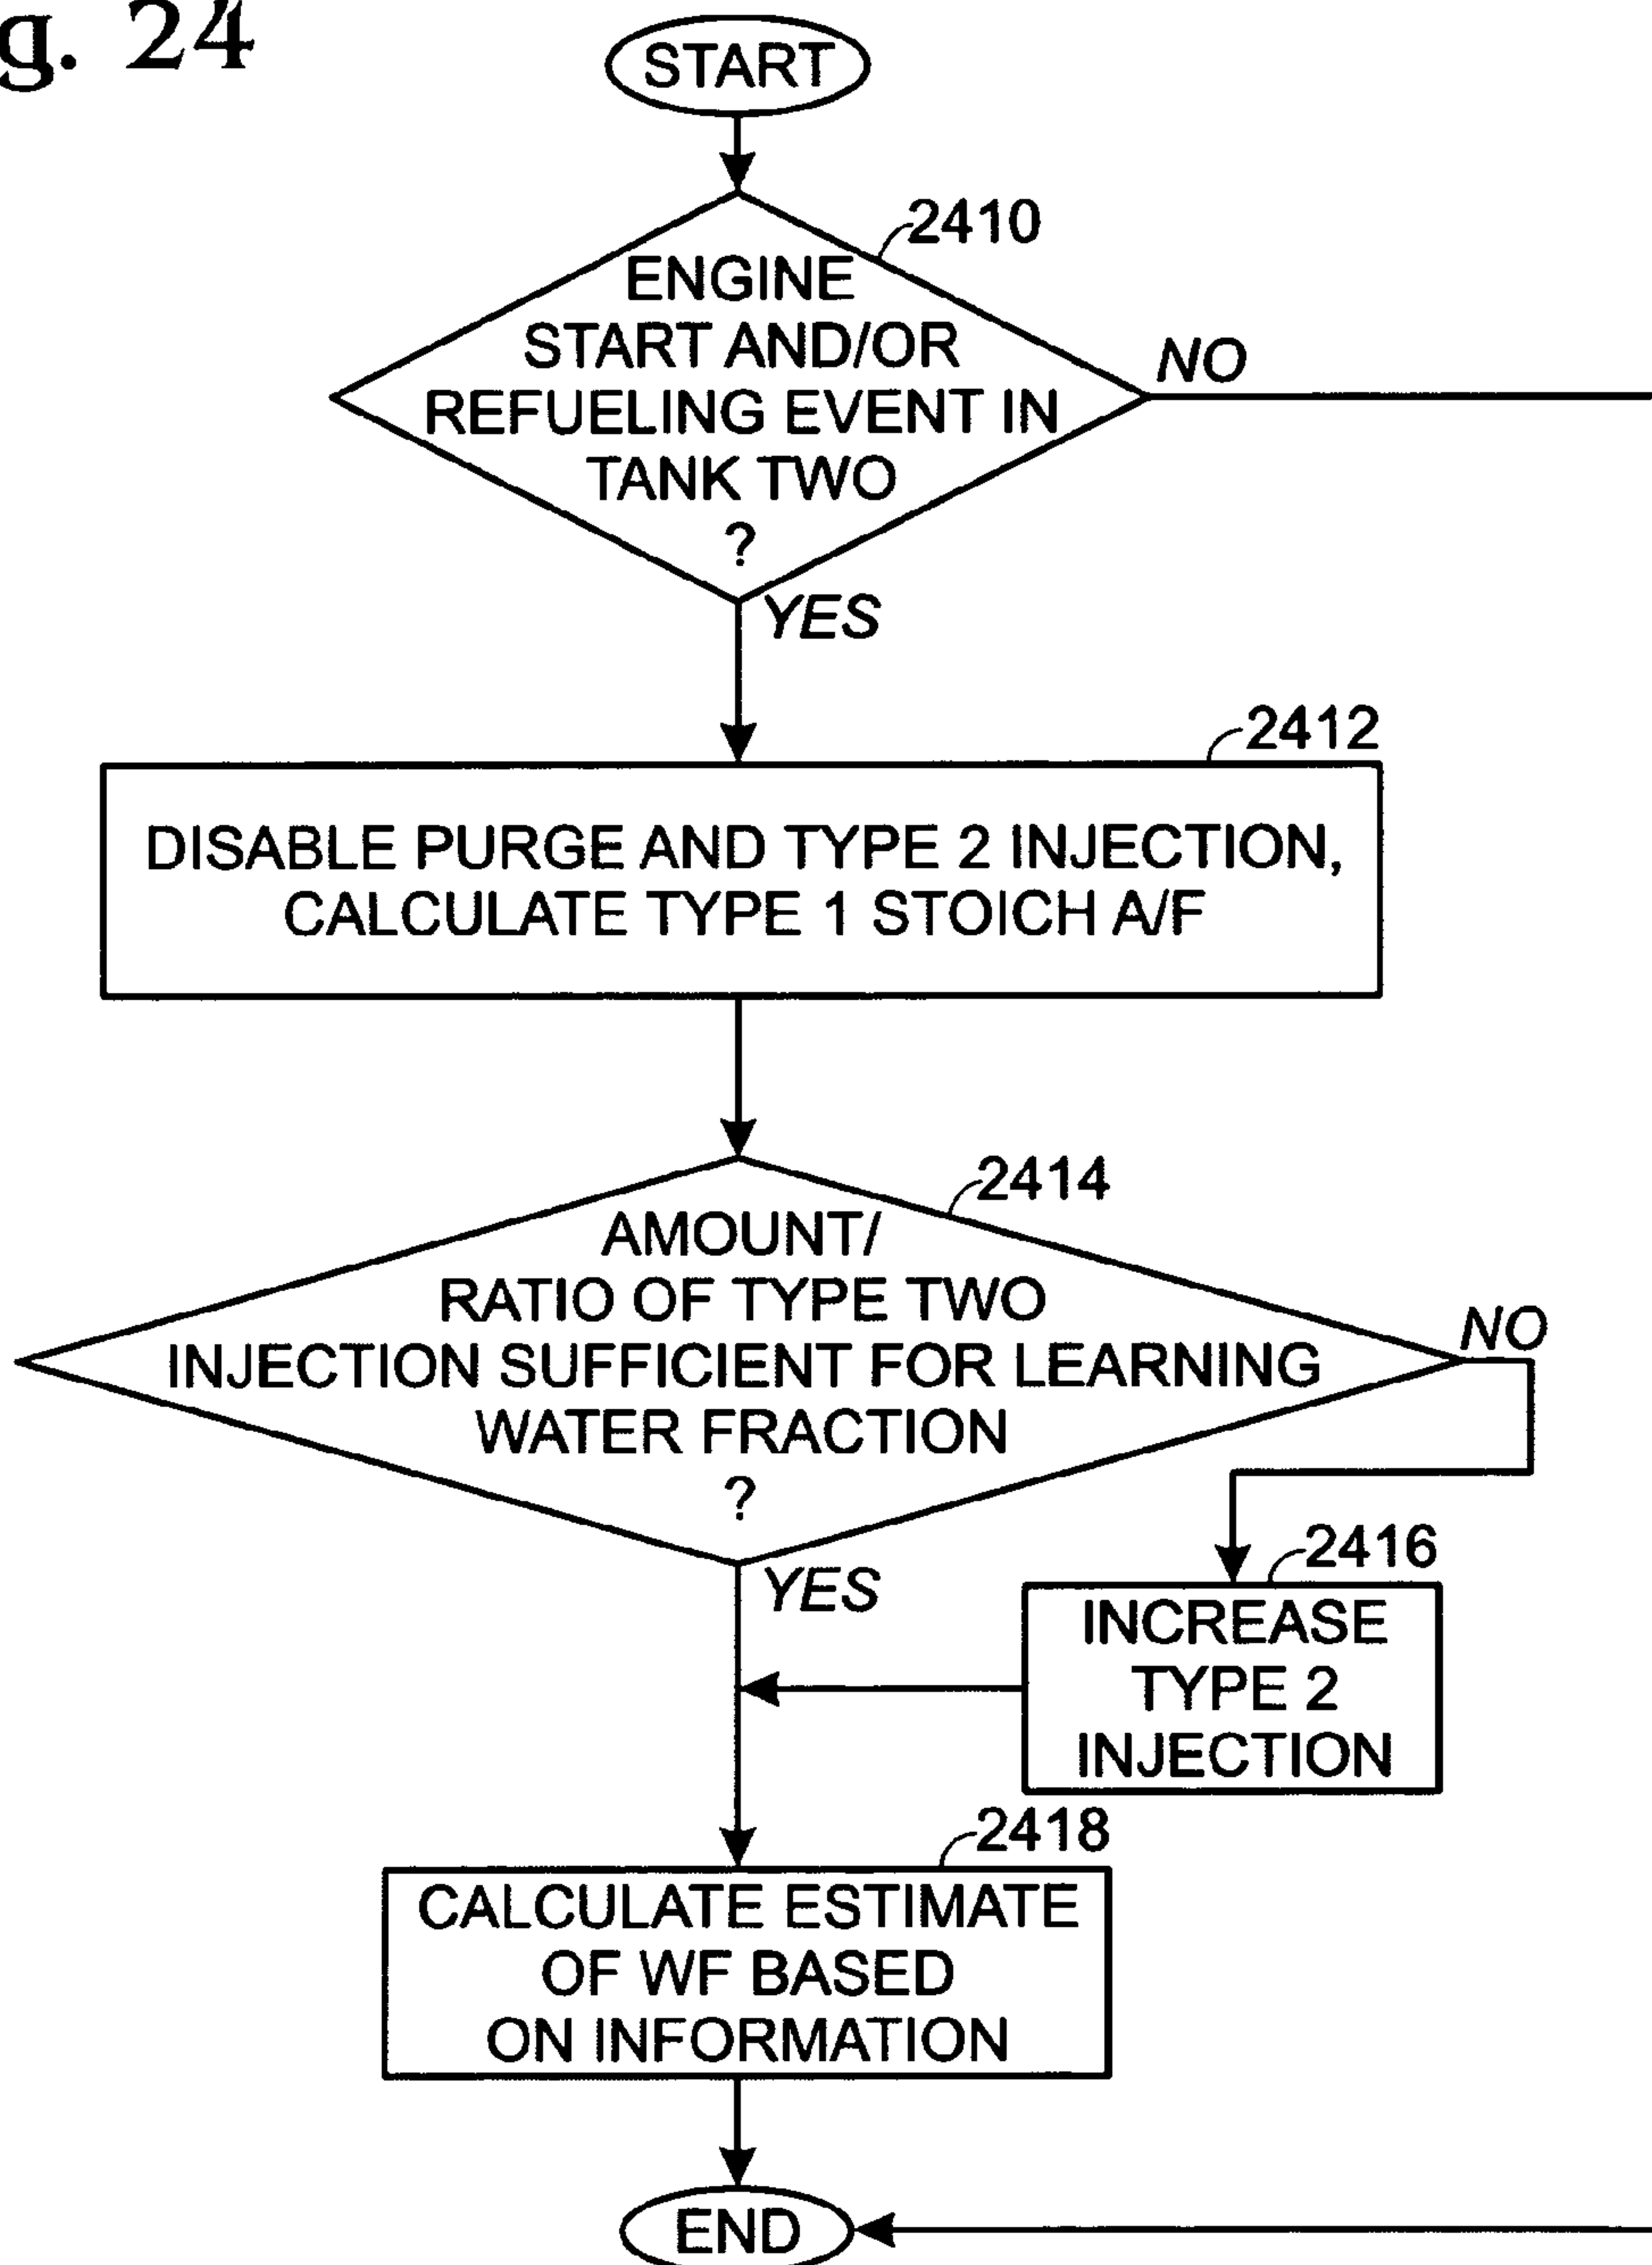 g. 24
START
2410
ENGINE
START AND/OR
REFUELING EVENT IN
TANK TWO
?
NO
YES
2412
DISABLE PURGE AND TYPE 2 INJECTION,
CALCULATE TYPE 1 STOICH A/F
2414
AMOUNT/
RATIO OF TYPE TWO
INJECTION SUFFICIENT FOR LEARNING
WATER FRACTION
?
NO
YES
2416
INCREASE
TYPE 2
INJECTION
2418
CALCULATE ESTIMATE
OF WF BASED
ON INFORMATION
END